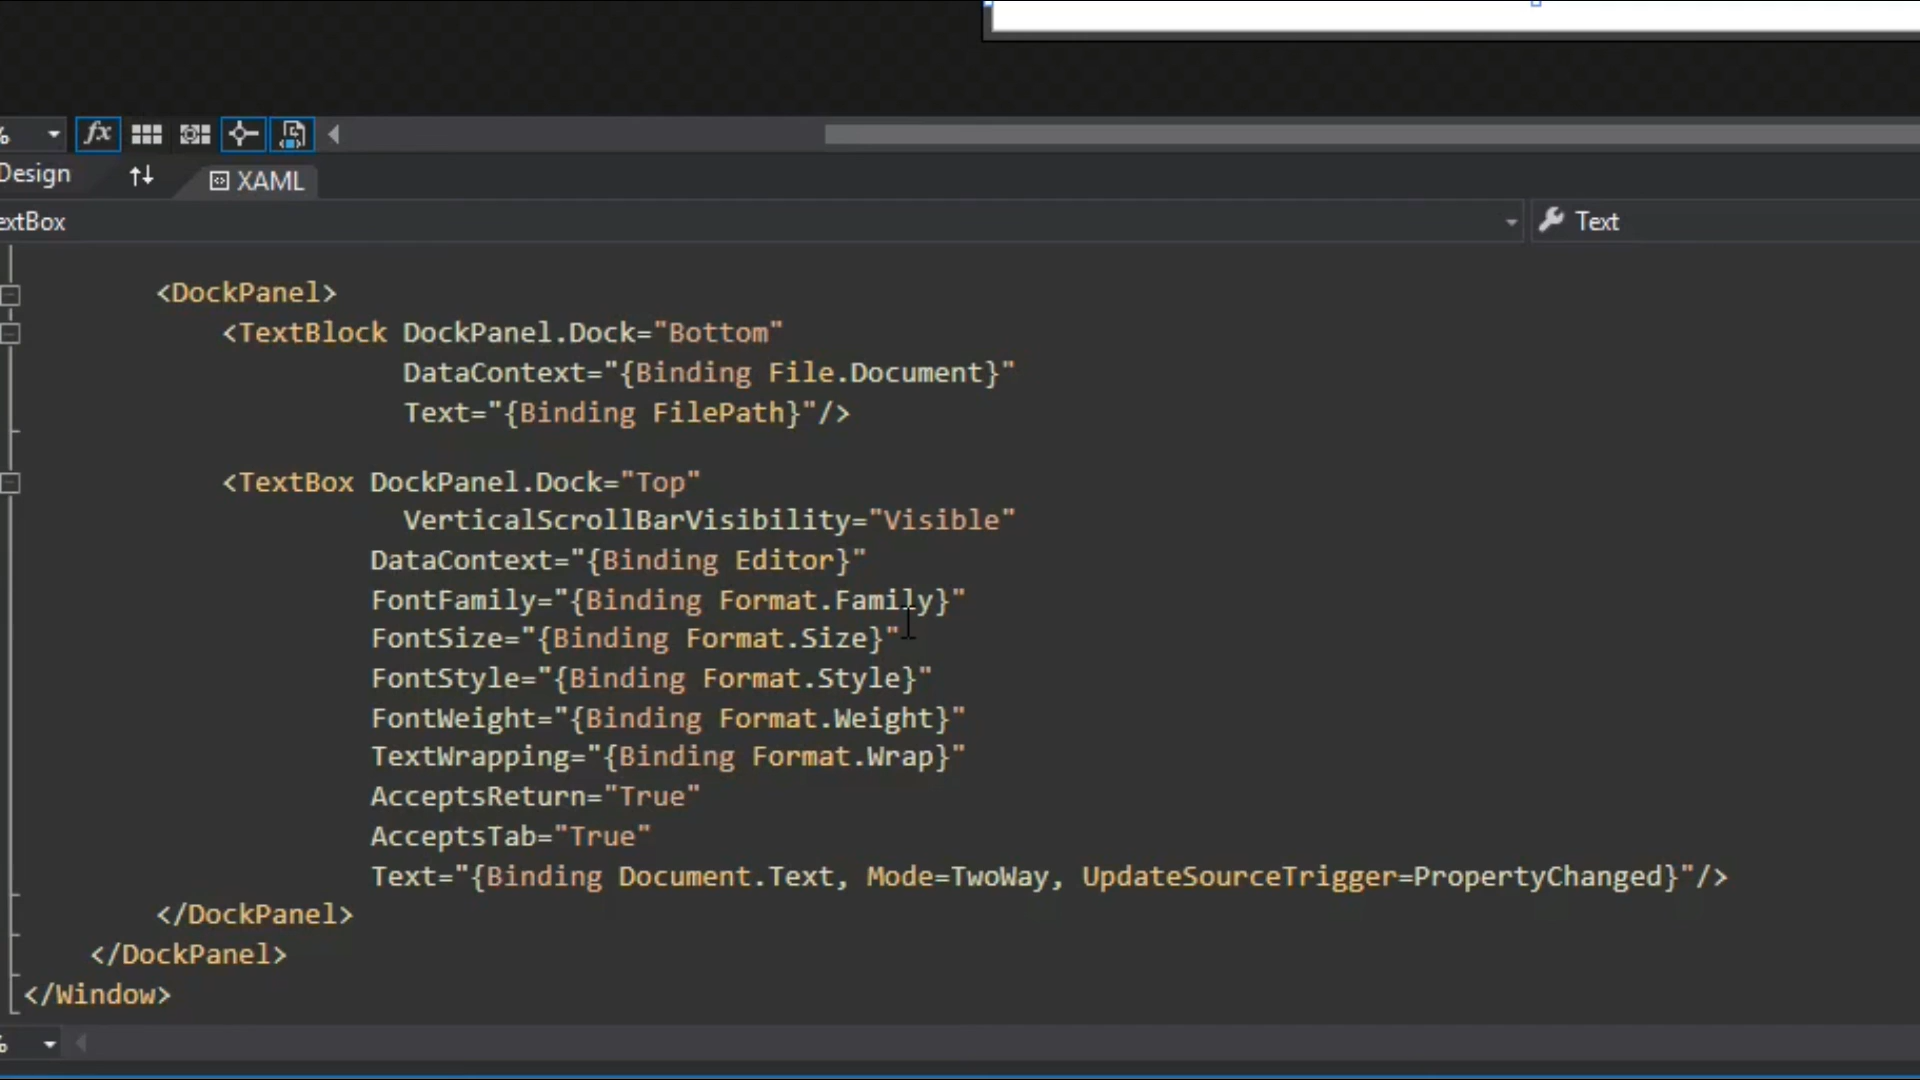 %
fx
Design
XAML
extBox
Text
<DockPanel>
<TextBlock DockPanel.Dock="Bottom"
DataContext="{Binding File.Document}"
Text="{Binding FilePath}"/>
<TextBox DockPanel.Dock="Top"
VerticalScrollBarVisibility="Visible"
DataContext="{Binding Editor}"
FontFamily="{Binding Format.Family}"
FontSize="{Binding Format.Size}"
FontStyle="{Binding Format.Style}"
FontWeight="{Binding Format.Weight}"
TextWrapping="{Binding Format.Wrap}"
AcceptsReturn="True"
AcceptsTab="True"
Text="{Binding Document.Text, Mode=TwoWay, UpdateSourceTrigger=PropertyChanged}"/>
</DockPanel>
</DockPanel>
</Window>
%